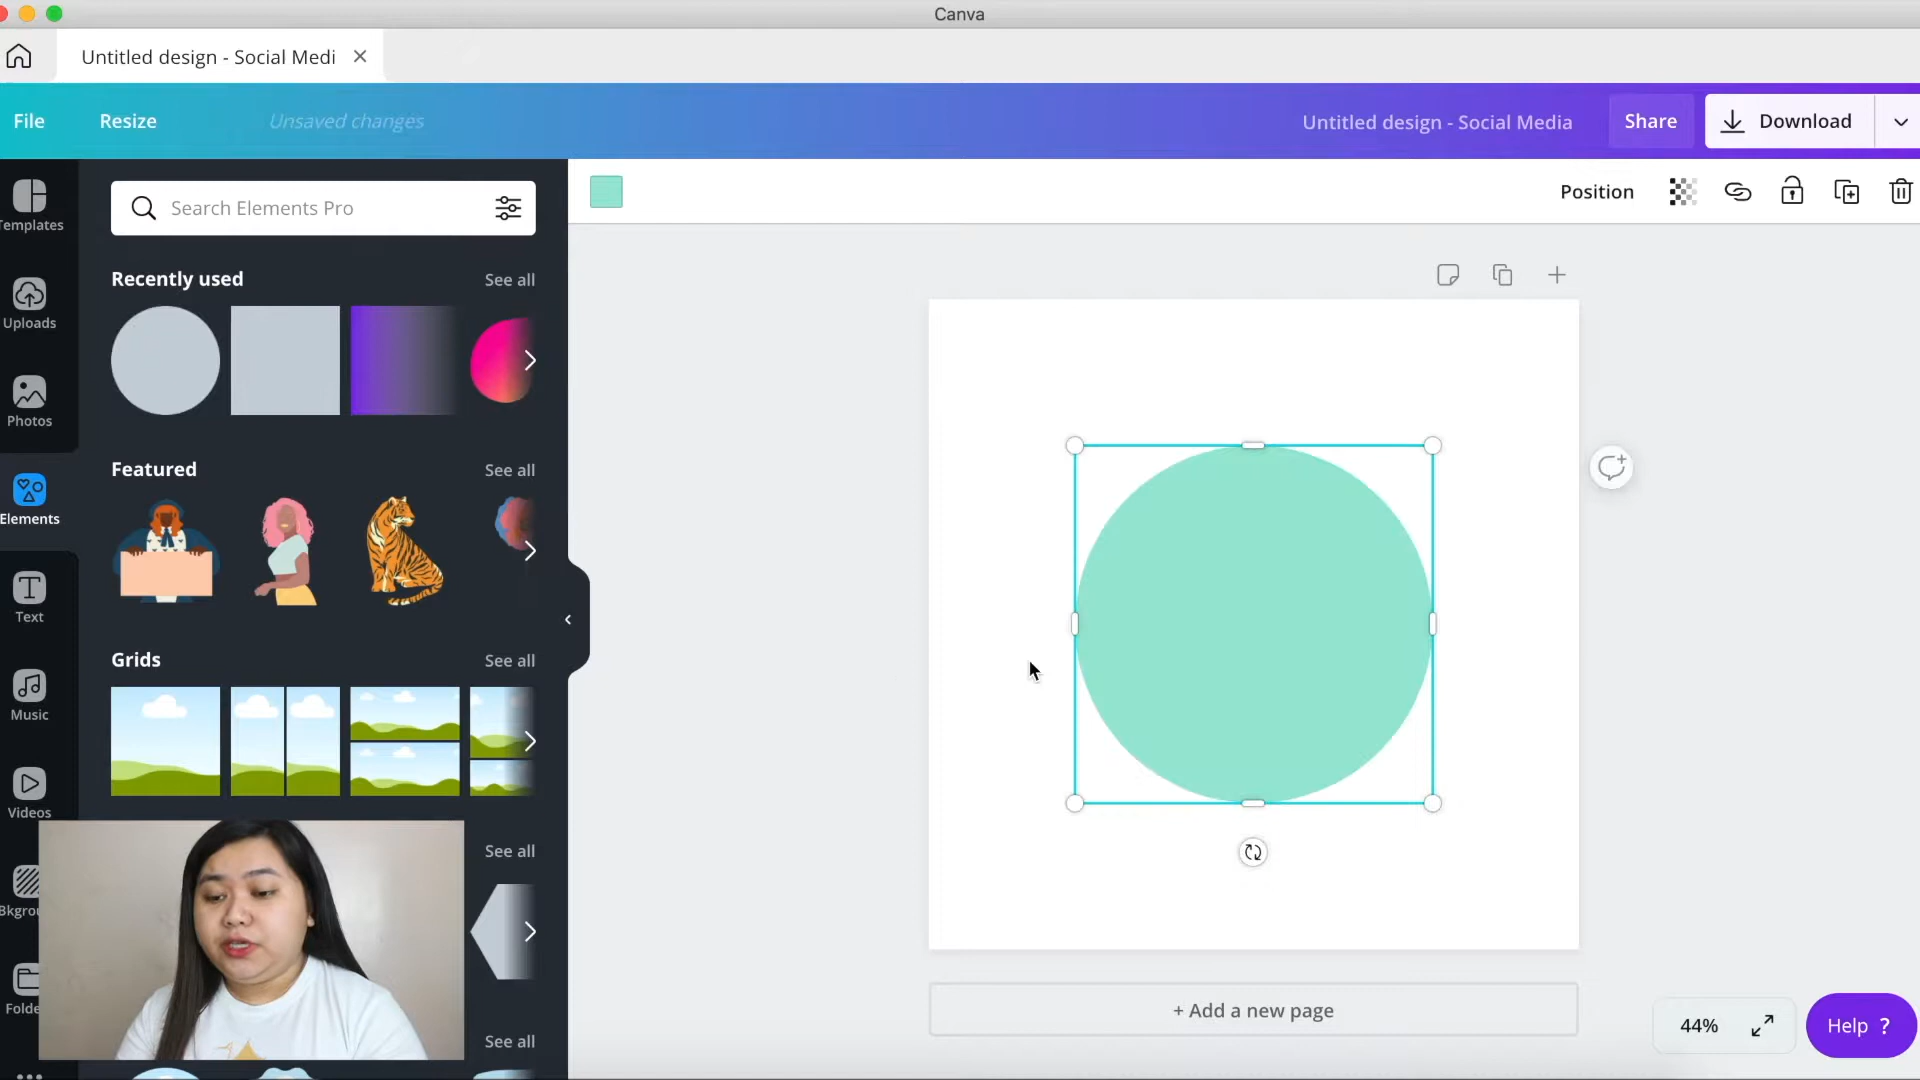 Canva
Untitled design - Social Medi
File
Resize
Unsaved changes
Untitled design - Social Media
Share
Download
Templates
Search Elements Pro
Position
Recently used
See all
Uploads
Photos
Featured
See all
Elements
Text
Grids
See all
Music
Videos
See all
Bkgrou
Folde
See all
+ Add a new page
44%
Help ?